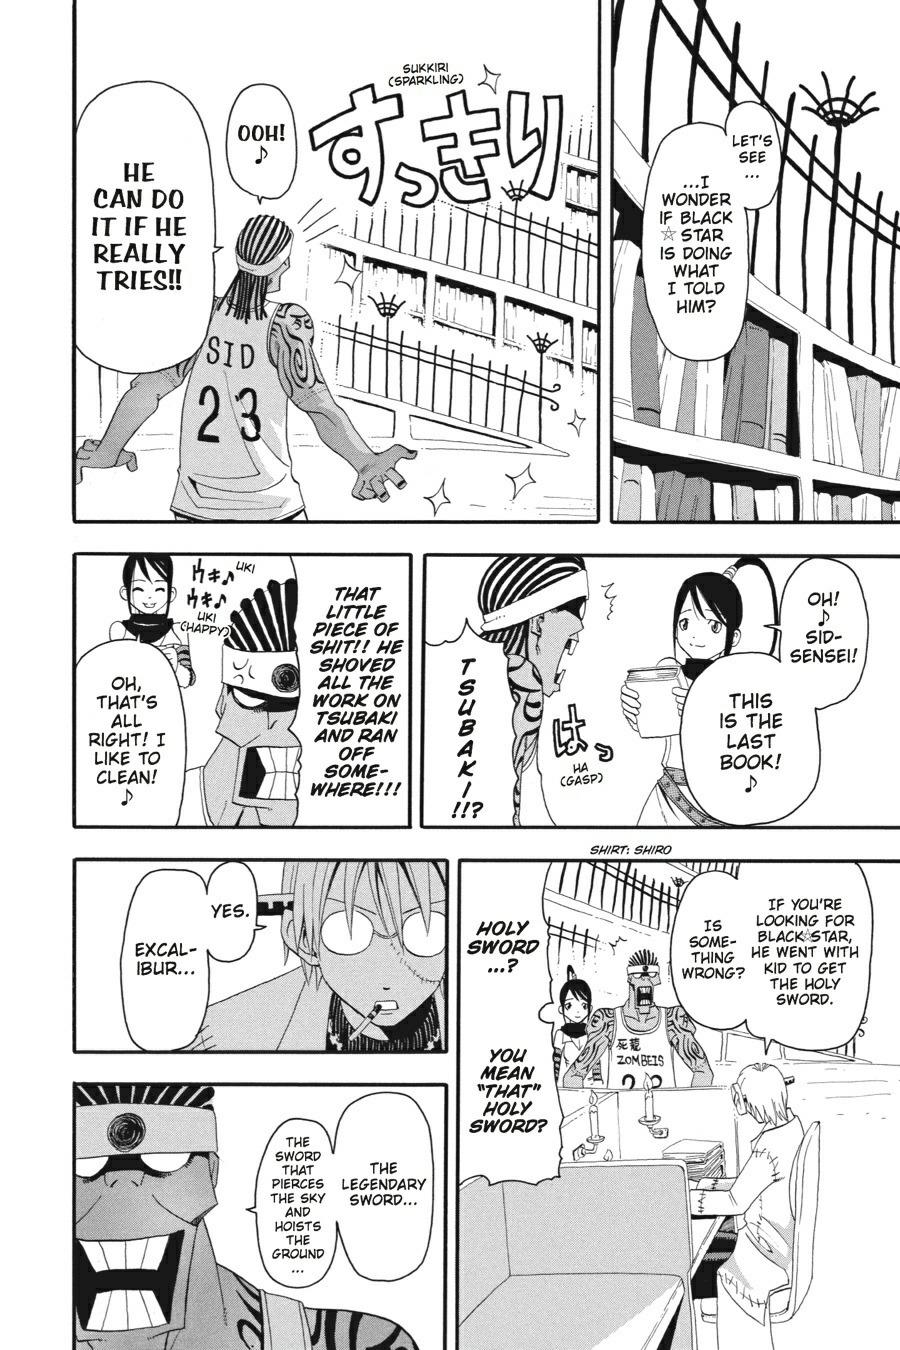 LET'S
SEE
...
...I
WONDER
IF BLACK
☆STAR
IS DOING
WHAT
I TOLD
HIM?
SUKKIRI
(SPARKLING)
すっきり
OOH!
♪
HE
CAN DO
IT IF HE
REALLY
TRIES!!
SID
23
OH!
♪
SID-
SENSEI!
THIS
IS THE
LAST
BOOK!
♪
はっ
HA
(GASP)
TSUBAKI!!?
THAT
LITTLE
PIECE OF
SHIT!! HE
SHOVED
ALL THE
WORK ON
TSUBAKI
AND RAN
OFF
SOME-
WHERE!!!
ウキ♪
UKI
ウキ♪
UKI
(HAPPY)
OH,
THAT'S
ALL
RIGHT! I
LIKE TO
CLEAN!
♪
SHIRT: SHIRO
IF YOU'RE
LOOKING FOR
BLACK☆STAR,
HE WENT WITH
KID TO GET
THE HOLY
SWORD.
IS
SOME-
THING
WRONG?
HOLY
SWORD
...?
YOU
MEAN
"THAT"
HOLY
SWORD?
ZOMBEIS
23
YES.
EXCAL-
IBUR...
THE
LEGENDARY
SWORD...
THE
SWORD
THAT
PIERCES
THE SKY
AND
HOISTS
THE
GROUND
...